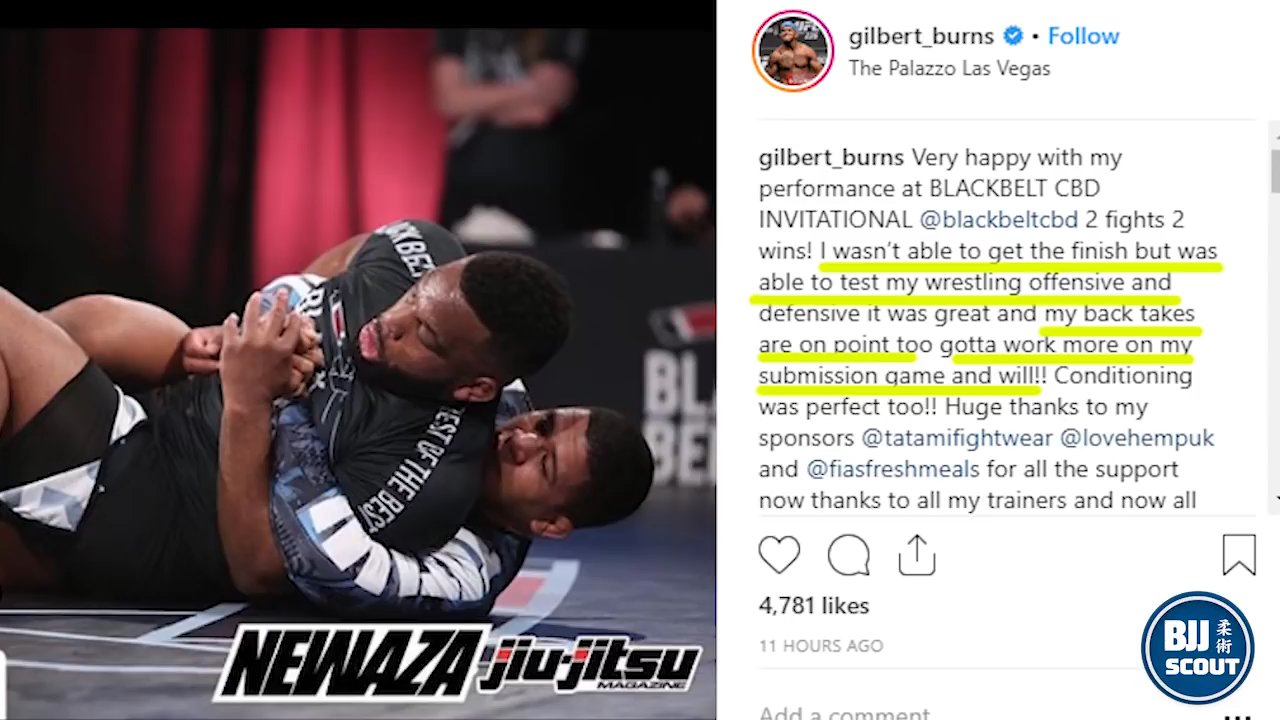 gilbert_burns • Follow
The Palazzo Las Vegas
gilbert_burns Very happy with my
performance at BLACKBELT CBD
INVITATIONAL @blackbeltcbd 2 fights 2
wins! I wasn't able to get the finish but was
able to test my wrestling offensive and
defensive it was great and my back takes
are on point too gotta work more on my
submission game and will!! Conditioning
was perfect too!! Huge thanks to my
sponsors @tatamifightwear @lovehempuk
and @fiasfreshmeals for all the support
now thanks to all my trainers and now all
4,781 likes
11 HOURS AGO
Add a comment
...
BEST OF THE BEST
NEWAZA jiu-jitsu
MAGAZINE
BJJ 柔術
SCOUT